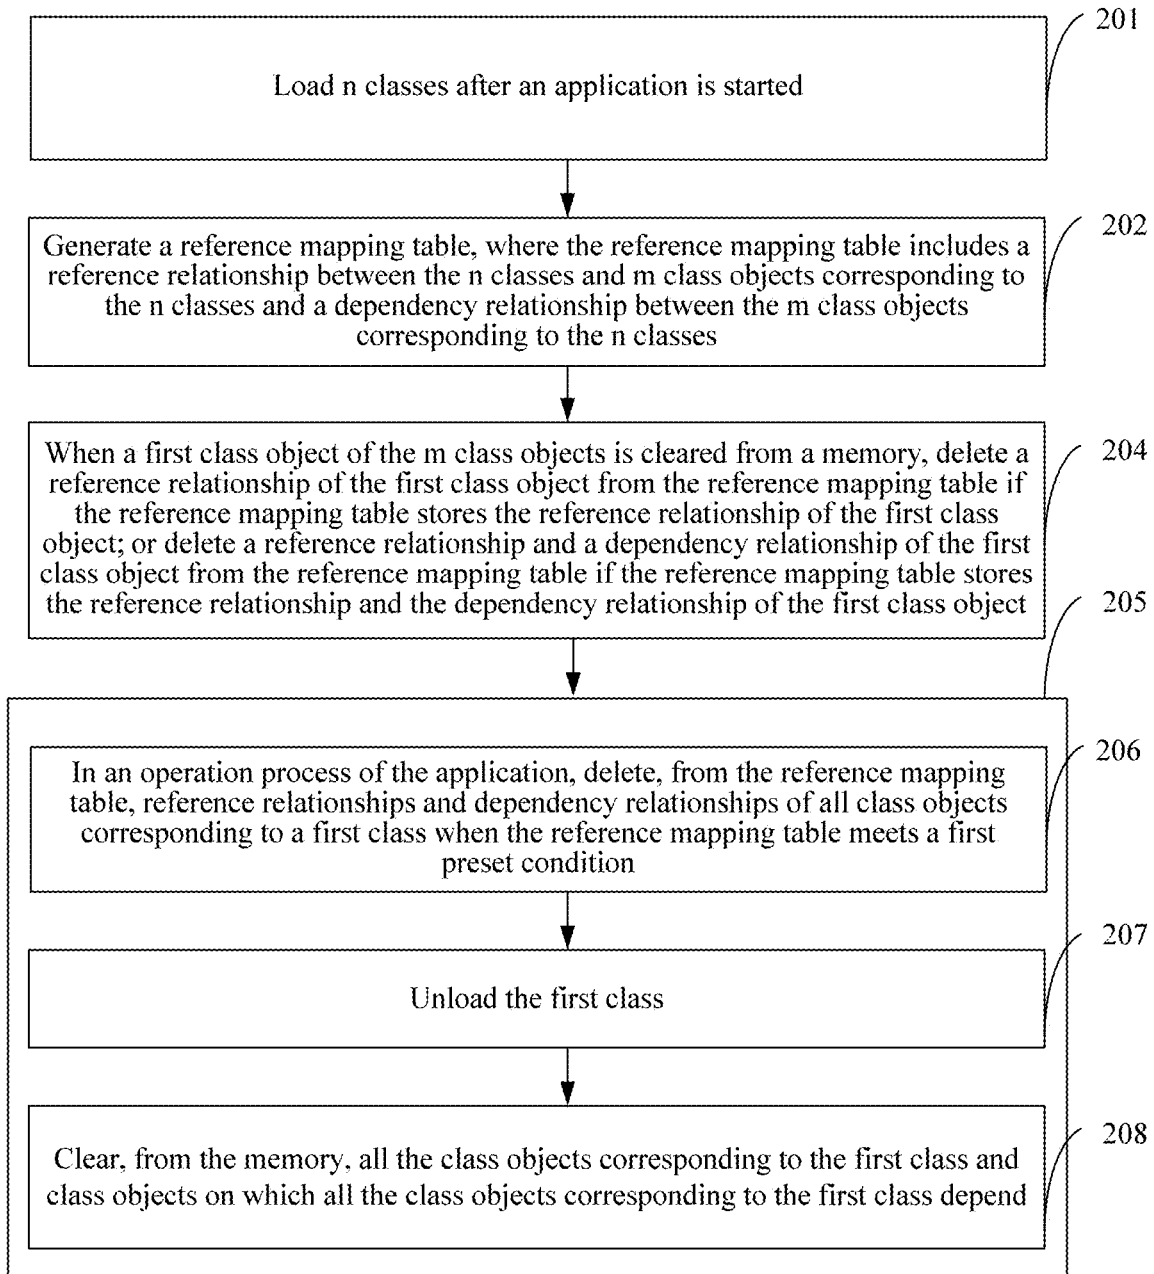 201
Load n classes after an application is started
202
Generate a reference mapping table, where the reference mapping table includes a
reference relationship between the n classes and m class objects corresponding to
the n classes and a dependency relationship between the m class objects
corresponding to the n classes
204
When a first class object of the m class objects is cleared from a memory, delete a
reference relationship of the first class object from the reference mapping table if
the reference mapping table stores the reference relationship of the first class
object; or delete a reference relationship and a dependency relationship of the first
class object from the reference mapping table if the reference mapping table stores
the reference relationship and the dependency relationship of the first class object
205
206
In an operation process of the application, delete, from the reference mapping
table, reference relationships and dependency relationships of all class objects
corresponding to a first class when the reference mapping table meets a first
preset condition
207
Unload the first class
208
Clear, from the memory, all the class objects corresponding to the first class and
class objects on which all the class objects corresponding to the first class depend